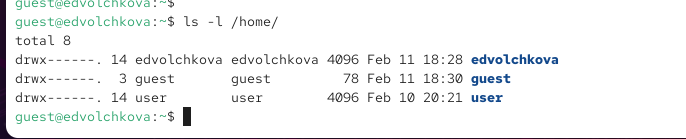 guest@edvolchkova:~$
guest@edvolchkova:~$ ls -l /home/
total 8
drwx------. 14 edvolchkova edvolchkova 4096 Feb 11 18:28 edvolchkova
drwx------.  3 guest       guest         78 Feb 11 18:30 guest
drwx------. 14 user        user        4096 Feb 10 20:21 user
guest@edvolchkova:~$